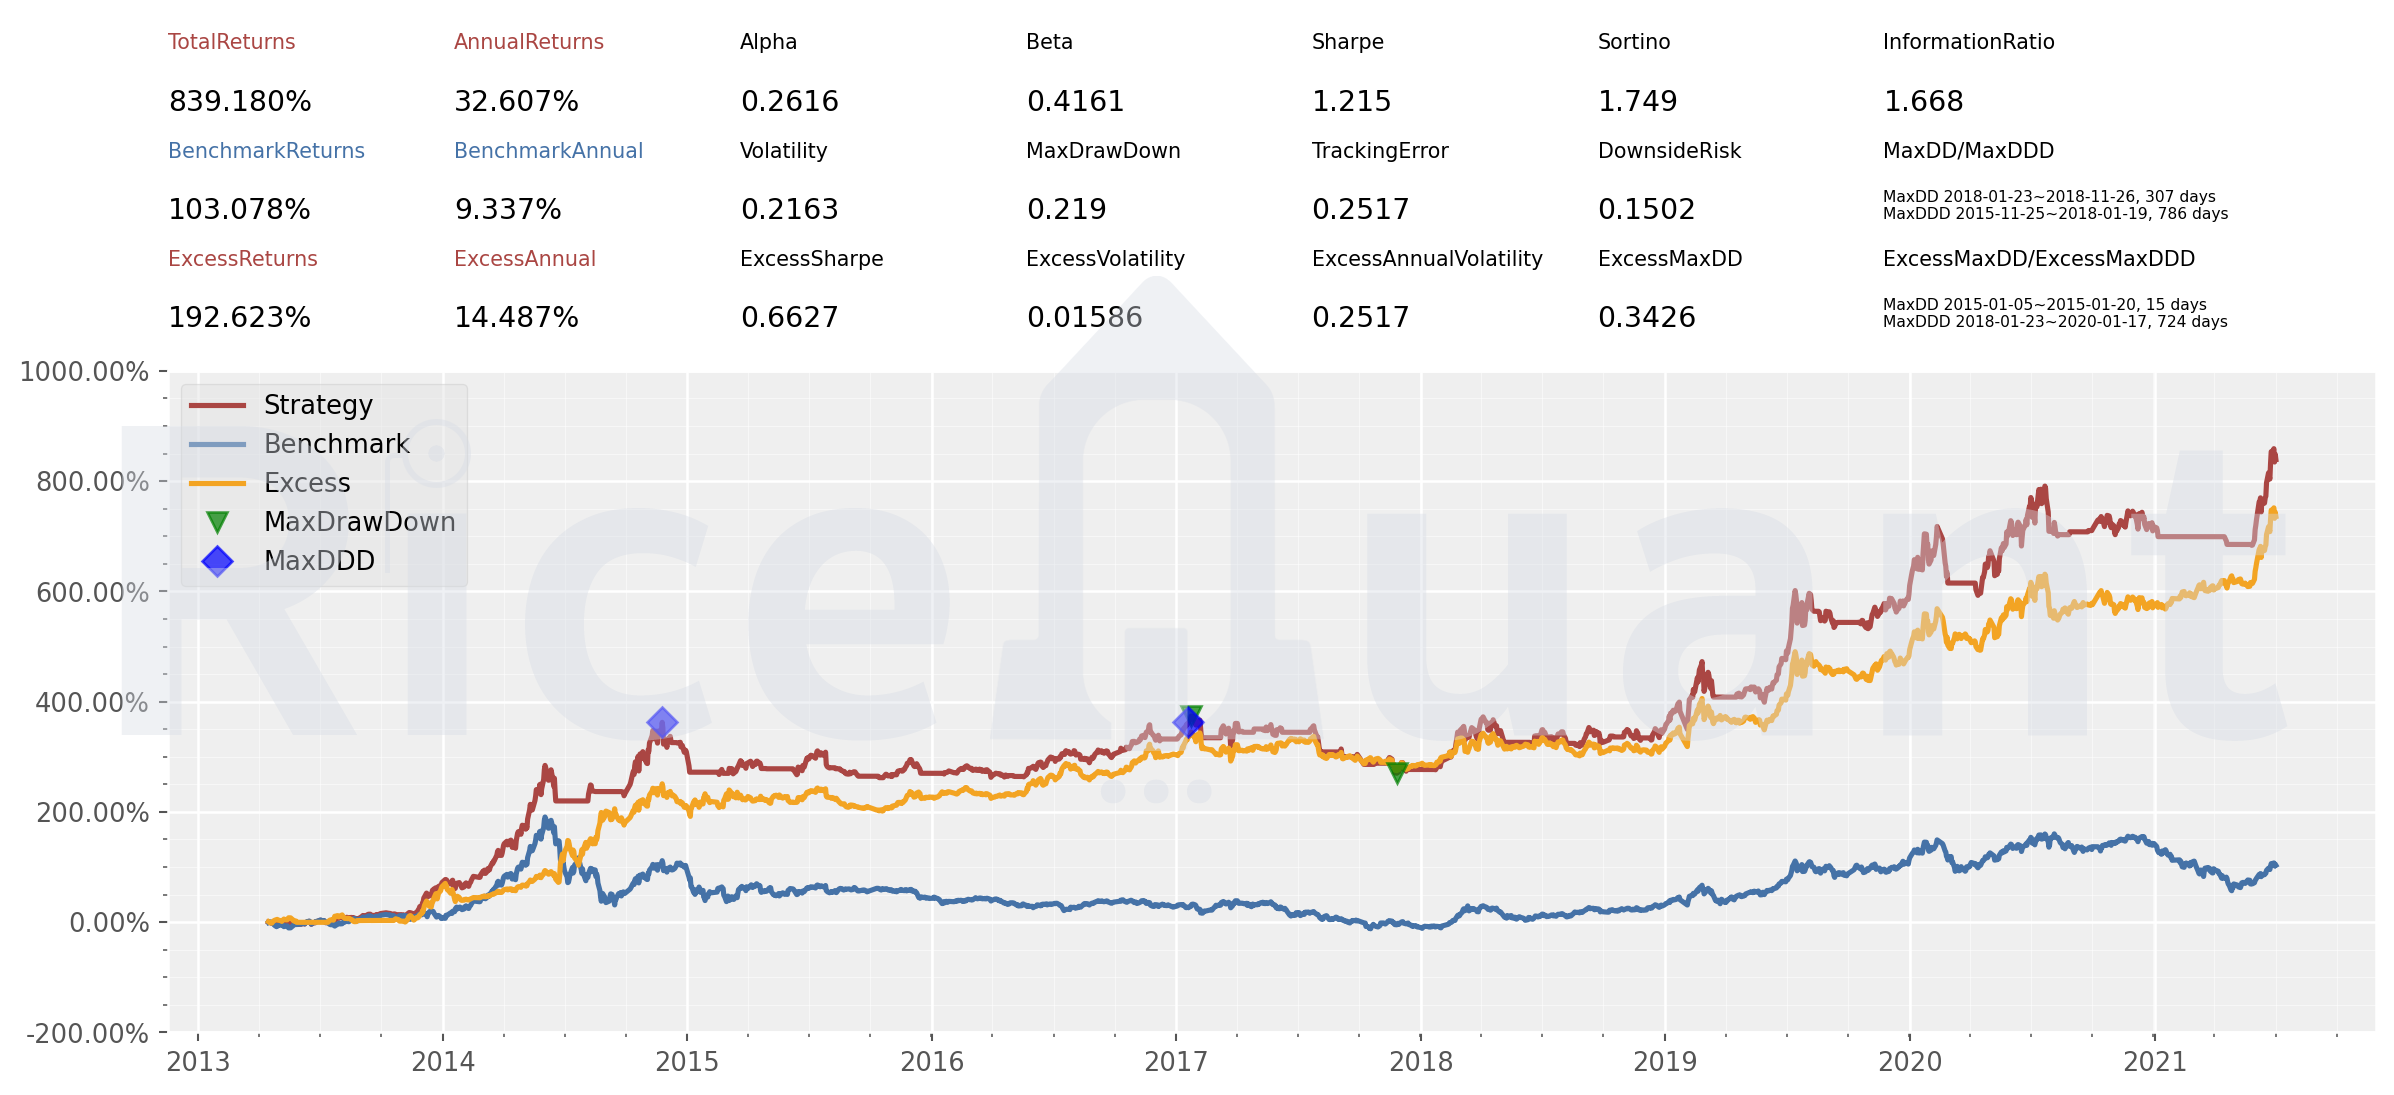 TotalReturns AnnualReturns Alpha Beta Sharpe Sortino InformationRatio
839.180% 32.607% 0.2616 0.4161 1.215 1.749 1.668
BenchmarkReturns BenchmarkAnnual Volatility MaxDrawDown TrackingError DownsideRisk MaxDD/MaxDDD
103.078% 9.337% 0.2163 0.219 0.2517 0.1502 MaxDD 2018-01-23~2018-11-26, 307 days
MaxDDD 2015-11-25~2018-01-19, 786 days
ExcessReturns ExcessAnnual ExcessSharpe ExcessVolatility ExcessAnnualVolatility ExcessMaxDD ExcessMaxDD/ExcessMaxDDD
192.623% 14.487% 0.6627 0.01586 0.2517 0.3426 MaxDD 2015-01-05~2015-01-20, 15 days
MaxDDD 2018-01-23~2020-01-17, 724 days
1000.00%
800.00%
600.00%
400.00%
200.00%
0.00%
-200.00%
Strategy
Benchmark
Excess
MaxDrawDown
MaxDDD
RiceQuant
2013 2014 2015 2016 2017 2018 2019 2020 2021